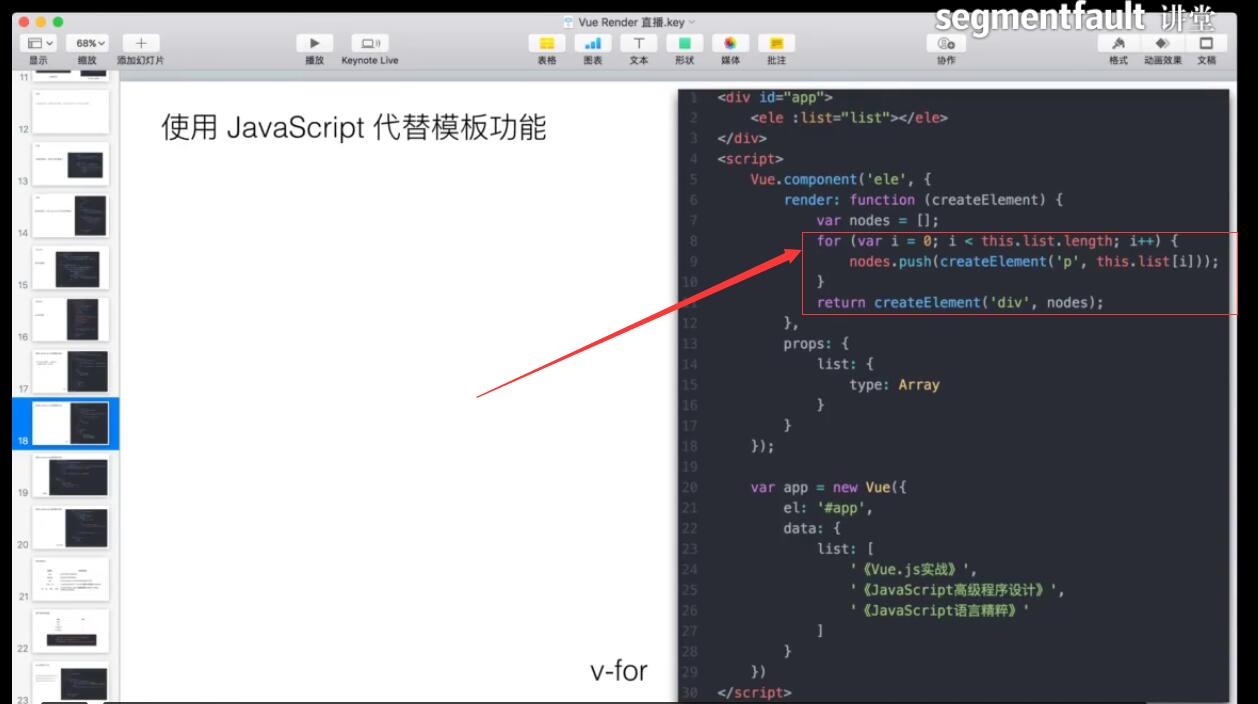 Vue Render 直播.key
segmentfault 讲堂
68%
显示
缩放
添加幻灯片
播放
Keynote Live
表格
图表
文本
形状
媒体
批注
协作
格式
动画效果
文稿
11
12
13
14
15
16
17
18
19
20
21
22
23
使用 JavaScript 代替模板功能
v-for
1 <div id="app">
2 <ele :list="list"></ele>
3 </div>
4 <script>
5 Vue.component('ele', {
6 render: function (createElement) {
7 var nodes = [];
8 for (var i = 0; i < this.list.length; i++) {
9 nodes.push(createElement('p', this.list[i]));
10 }
11 return createElement('div', nodes);
12 },
13 props: {
14 list: {
15 type: Array
16 }
17 }
18 });
19
20 var app = new Vue({
21 el: '#app',
22 data: {
23 list: [
24 '《Vue.js实战》',
25 '《JavaScript高级程序设计》',
26 '《JavaScript语言精粹》'
27 ]
28 }
29 })
30 </script>